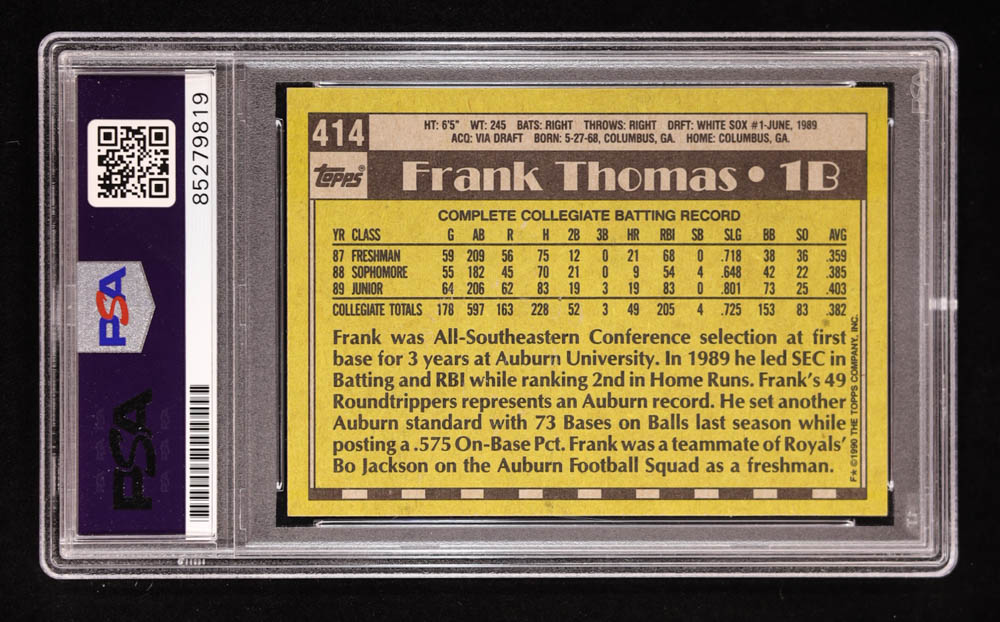 85279819
PSA
PSA
414
HT: 6'5" WT: 245 BATS: RIGHT THROWS: RIGHT DRFT: WHITE SOX #1-JUNE, 1989
ACQ: VIA DRAFT BORN: 5-27-68, COLUMBUS, GA. HOME: COLUMBUS, GA.
Topps®
Frank Thomas • 1B
COMPLETE COLLEGIATE BATTING RECORD
YR CLASS G AB R H 2B 3B HR RBI SB SLG BB SO AVG
87 FRESHMAN 59 209 56 75 12 0 21 68 0 .718 38 36 .359
88 SOPHOMORE 55 182 45 70 21 0 9 54 4 .648 42 22 .385
89 JUNIOR 64 206 62 83 19 3 19 83 0 .801 73 25 .403
COLLEGIATE TOTALS 178 597 163 228 52 3 49 205 4 .725 153 83 .382
Frank was All-Southeastern Conference selection at first
base for 3 years at Auburn University. In 1989 he led SEC in
Batting and RBI while ranking 2nd in Home Runs. Frank's 49
Roundtrippers represents an Auburn record. He set another
Auburn standard with 73 Bases on Balls last season while
posting a .575 On-Base Pct. Frank was a teammate of Royals'
Bo Jackson on the Auburn Football Squad as a freshman.
F★ ©1990 THE TOPPS COMPANY, INC.